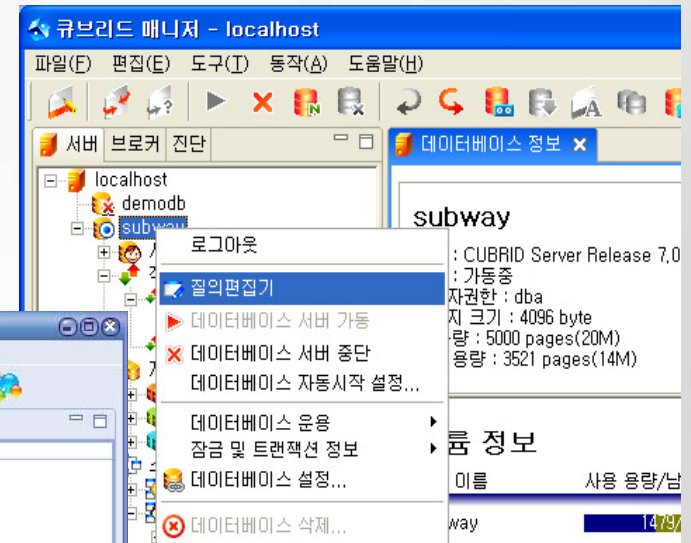 큐브리드 매니저 - localhost
파일(F) 편집(E) 도구(T) 동작(A) 도움말(H)
서버 브로커 진단
데이터베이스 정보
localhost
demodb
subway
subway
로그아웃
: CUBRID Server Release 7,0
질의편집기
: 가동중
자권한 : dba
데이터베이스 서버 가동
지 크기 : 4096 byte
량 : 5000 pages(20M)
데이터베이스 서버 중단
용량 : 3521 pages(14M)
데이터베이스 자동시작 설정...
데이터베이스 운용
잠금 및 트랜잭션 정보
륨 정보
데이터베이스 설정...
이름 사용 용량/남
데이터베이스 삭제...
way 1479/